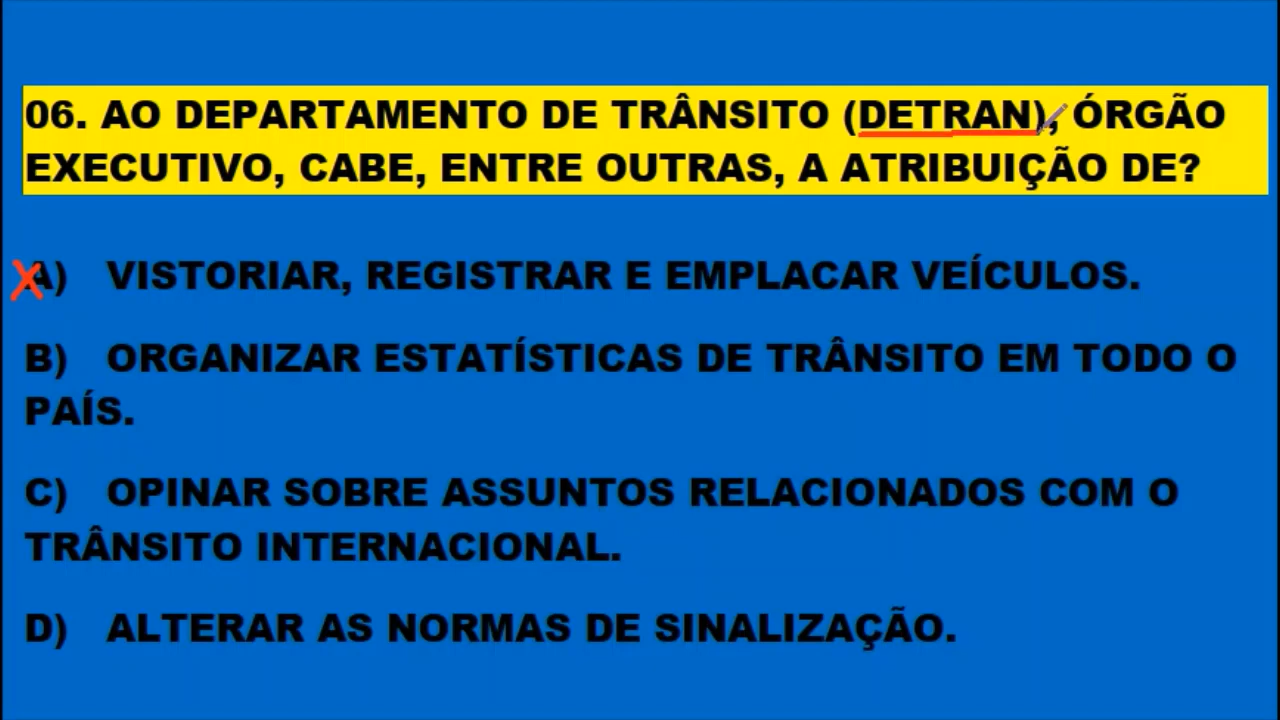 06. AO DEPARTAMENTO DE TRÂNSITO (DETRAN), ÓRGÃO
EXECUTIVO, CABE, ENTRE OUTRAS, A ATRIBUIÇÃO DE?
A) VISTORIAR, REGISTRAR E EMPLACAR VEÍCULOS.
B) ORGANIZAR ESTATÍSTICAS DE TRÂNSITO EM TODO O
PAÍS.
C) OPINAR SOBRE ASSUNTOS RELACIONADOS COM O
TRÂNSITO INTERNACIONAL.
D) ALTERAR AS NORMAS DE SINALIZAÇÃO.